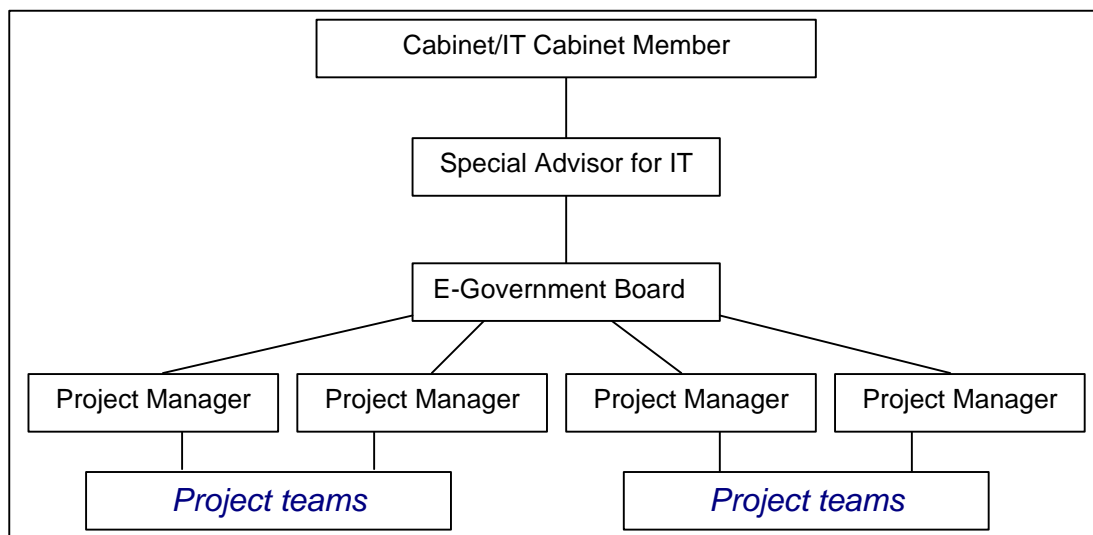 Cabinet/IT Cabinet Member
Special Advisor for IT
E-Government Board
Project Manager
Project Manager
Project Manager
Project Manager
Project teams
Project teams